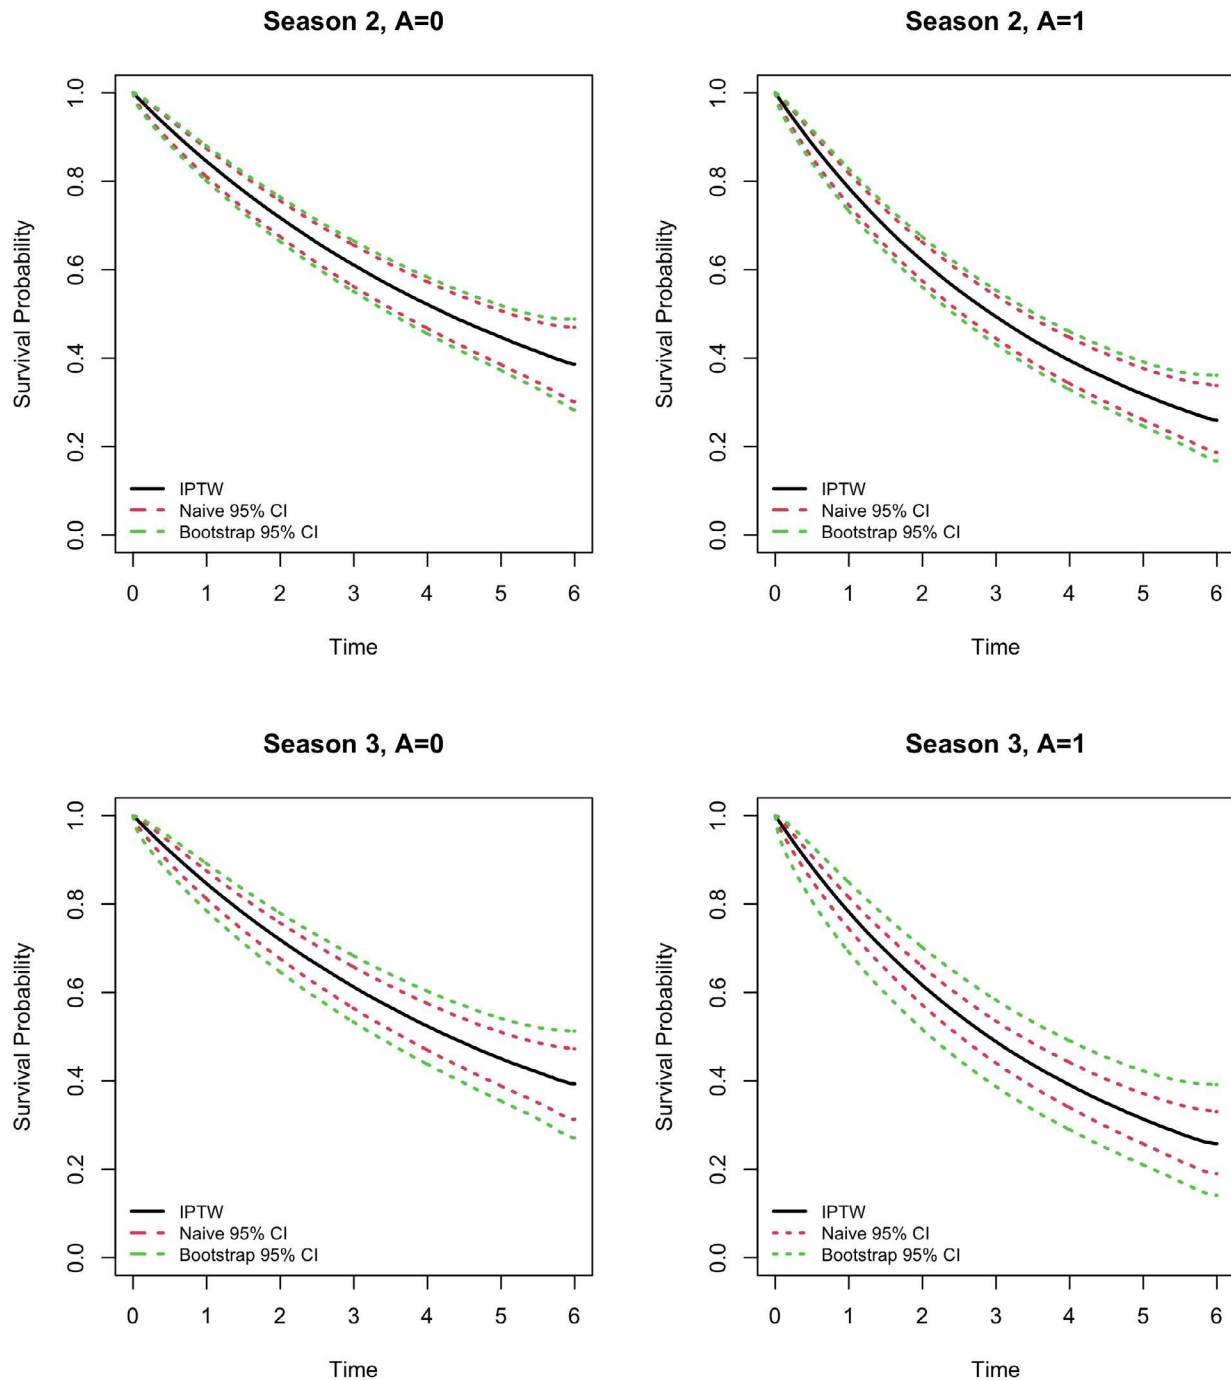 Season 2, A=0
Survival Probability
1.0
0.8
0.6
0.4
0.2
0.0
IPTW
Naive 95% CI
Bootstrap 95% CI
0 1 2 3 4 5 6
Time
Season 2, A=1
Survival Probability
1.0
0.8
0.6
0.4
0.2
0.0
IPTW
Naive 95% CI
Bootstrap 95% CI
0 1 2 3 4 5 6
Time
Season 3, A=0
Survival Probability
1.0
0.8
0.6
0.4
0.2
0.0
IPTW
Naive 95% CI
Bootstrap 95% CI
0 1 2 3 4 5 6
Time
Season 3, A=1
Survival Probability
1.0
0.8
0.6
0.4
0.2
0.0
IPTW
Naive 95% CI
Bootstrap 95% CI
0 1 2 3 4 5 6
Time